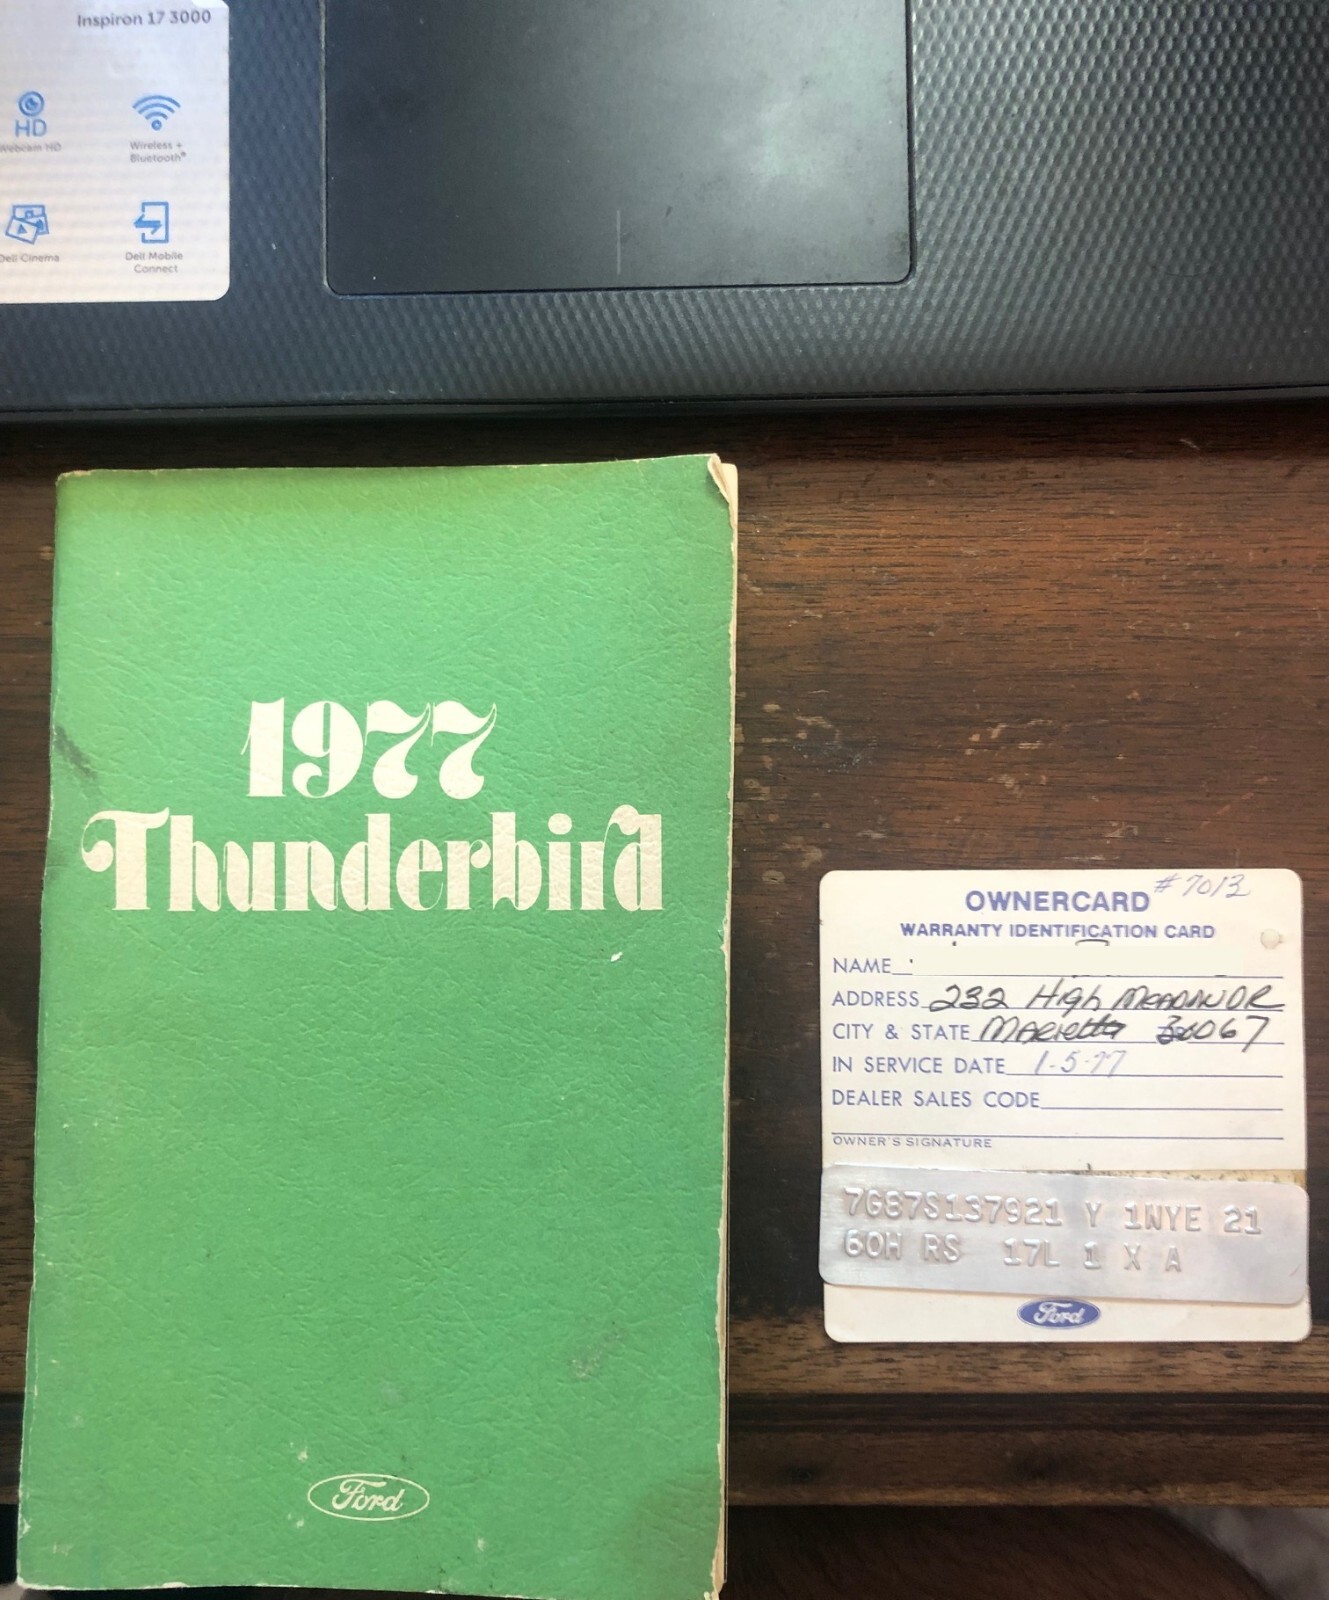 Inspiron 17 3000
HD
Webcam HD
Wireless +
Bluetooth®
Dell Cinema
Dell Mobile
Connect
1977
Thunderbird
Ford
OWNERCARD #7013
WARRANTY IDENTIFICATION CARD
NAME
ADDRESS 232 High MEADOW DR
CITY & STATE MARietta 30067
IN SERVICE DATE 1-5-77
DEALER SALES CODE
OWNER'S SIGNATURE
7G87S137921 Y 1NYE 21
60H RS 17L 1 X A
Ford